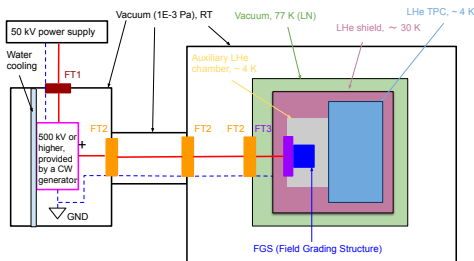 50 kV power supply
Water
cooling
FT1
Vacuum (1E-3 Pa), RT
Vacuum, 77 K (LN)
LHe TPC, ~ 4 K
LHe shield, ~ 30 K
Auxiliary LHe
chamber, ~ 4 K
500 kV or
higher,
provided
by a CW
generator
+
FT2
FT2
FT2
FT3
GND
FGS (Field Grading Structure)